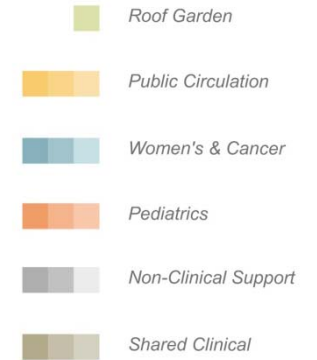 Roof Garden
Public Circulation
Women's & Cancer
Pediatrics
Non-Clinical Support
Shared Clinical